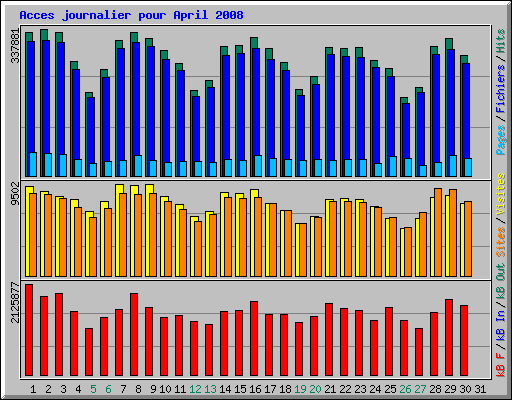 Acces journalier pour April 2008
337881
Pages / Fichiers / Hits
9502
Sites / Visites
2125877
kB F / kB In / kB Out
1 2 3 4 5 6 7 8 9 10 11 12 13 14 15 16 17 18 19 20 21 22 23 24 25 26 27 28 29 30 31